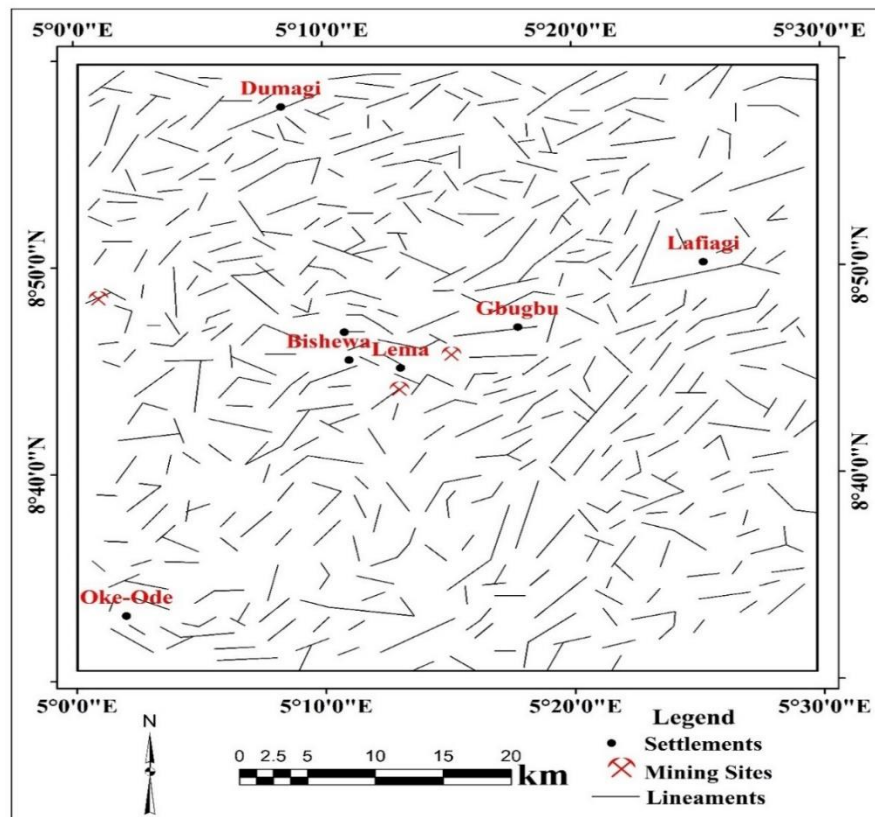 5°0'0"E 5°10'0"E 5°20'0"E 5°30'0"E
Dumagi
8°50'0"N
Lafiagi
8°50'0"N
Gbugbu
Bishewa
Lema
8°40'0"N
8°40'0"N
Oke-Ode
5°0'0"E 5°10'0"E 5°20'0"E 5°30'0"E
N
Legend
Settlements
Mining Sites
Lineaments
0 2.5 5 10 15 20
km